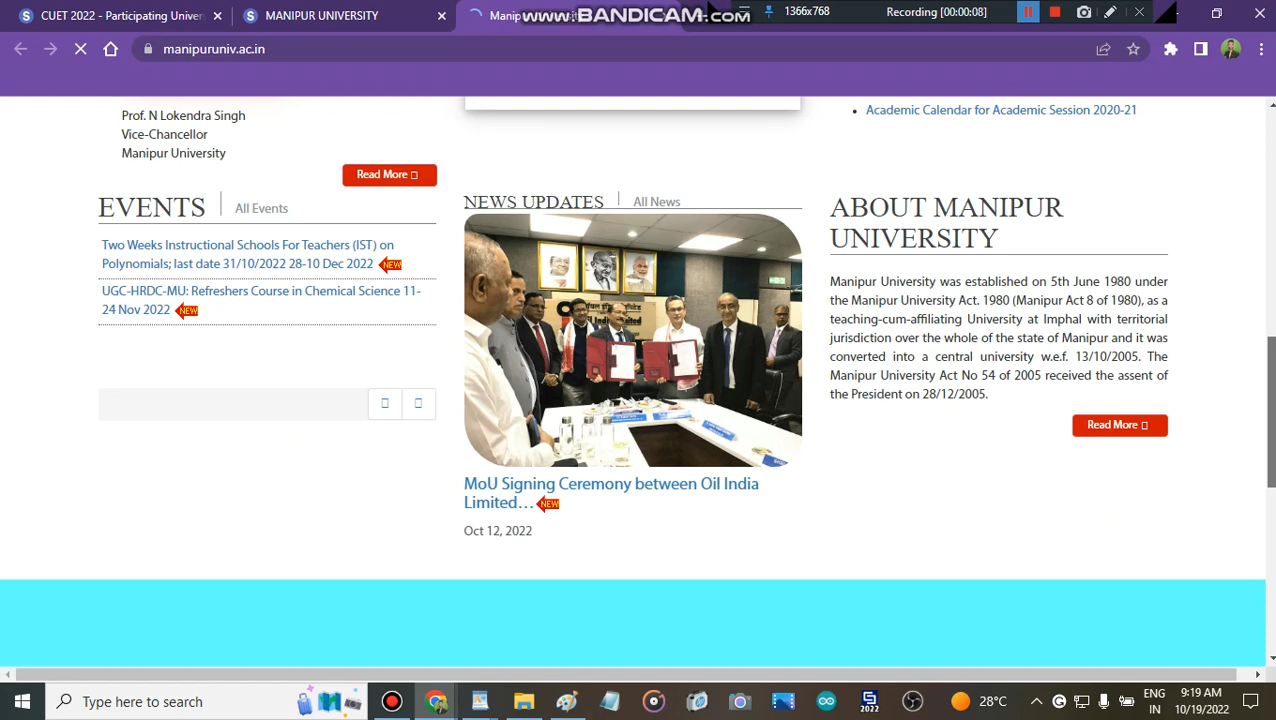 CUET 2022 - Participating Univer
MANIPUR UNIVERSITY
www.BANDICAM.com
1366x768
Recording [00:00:08]
manipuruniv.ac.in
Prof. N Lokendra Singh
Vice-Chancellor
Manipur University
Read More
Academic Calendar for Academic Session 2020-21
EVENTS
All Events
Two Weeks Instructional Schools For Teachers (IST) on
Polynomials; last date 31/10/2022 28-10 Dec 2022 NEW
UGC-HRDC-MU: Refreshers Course in Chemical Science 11-
24 Nov 2022 NEW
NEWS UPDATES
All News
MoU Signing Ceremony between Oil India
Limited… NEW
Oct 12, 2022
ABOUT MANIPUR
UNIVERSITY
Manipur University was established on 5th June 1980 under
the Manipur University Act. 1980 (Manipur Act 8 of 1980), as a
teaching-cum-affiliating University at Imphal with territorial
jurisdiction over the whole of the state of Manipur and it was
converted into a central university w.e.f. 13/10/2005. The
Manipur University Act No 54 of 2005 received the assent of
the President on 28/12/2005.
Read More
Type here to search
2022
28°C
ENG
IN
9:19 AM
10/19/2022